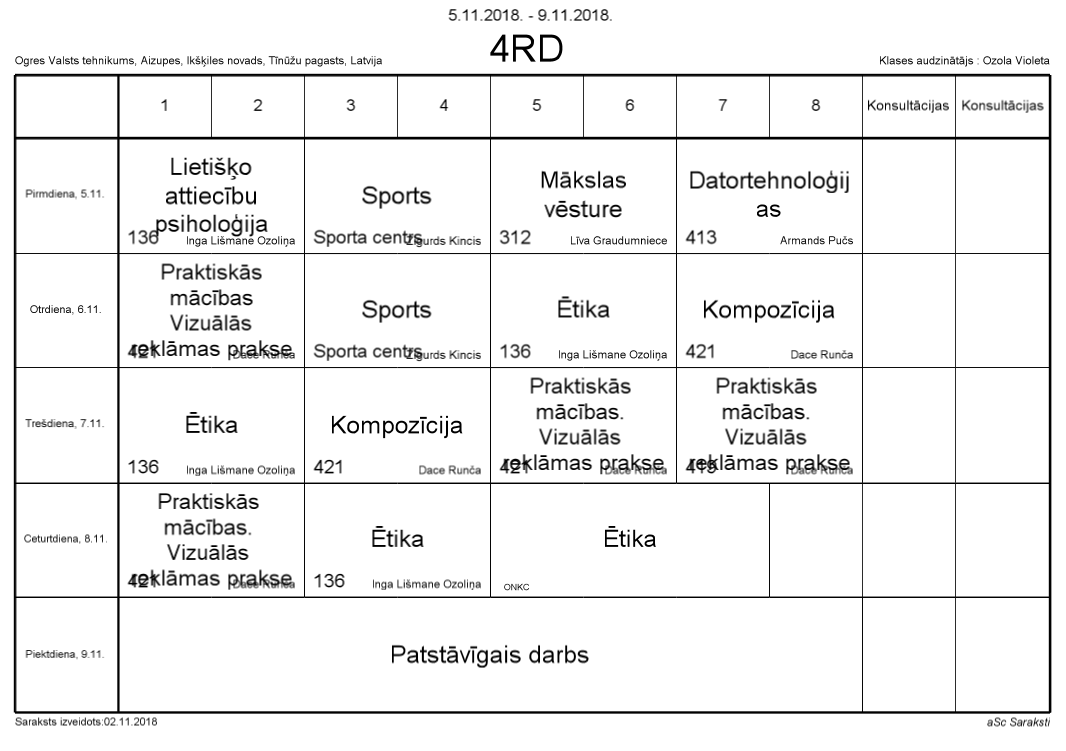 5.11.2018. - 9.11.2018.
4RD
Ogres Valsts tehnikums, Aizupes, Ikšķiles novads, Tīnūžu pagasts, Latvija
Klases audzinātājs : Ozola Violeta
1 2 3 4 5 6 7 8 Konsultācijas Konsultācijas
Pirmdiena, 5.11.
Lietišķo
attiecību
psiholoģija
136 Inga Lišmane Ozoliņa
Sports
Sporta centrs Zigurds Kincis
Mākslas
vēsture
312 Līva Graudumniece
Datortehnoloģij
as
413 Armands Pučs
Otrdiena, 6.11.
Praktiskās
mācības
Vizuālās
reklāmas prakse
421 Dace Runča
Sports
Sporta centrs Zigurds Kincis
Ētika
136 Inga Lišmane Ozoliņa
Kompozīcija
421 Dace Runča
Trešdiena, 7.11.
Ētika
136 Inga Lišmane Ozoliņa
Kompozīcija
421 Dace Runča
Praktiskās
mācības.
Vizuālās
reklāmas prakse
421 Dace Runča
Praktiskās
mācības.
Vizuālās
reklāmas prakse
Dace Runča
Ceturtdiena, 8.11.
Praktiskās
mācības.
Vizuālās
reklāmas prakse
421 Dace Runča
Ētika
136 Inga Lišmane Ozoliņa
Ētika
ONKC
Piektdiena, 9.11.
Patstāvīgais darbs
Saraksts izveidots:02.11.2018
aSc Saraksti